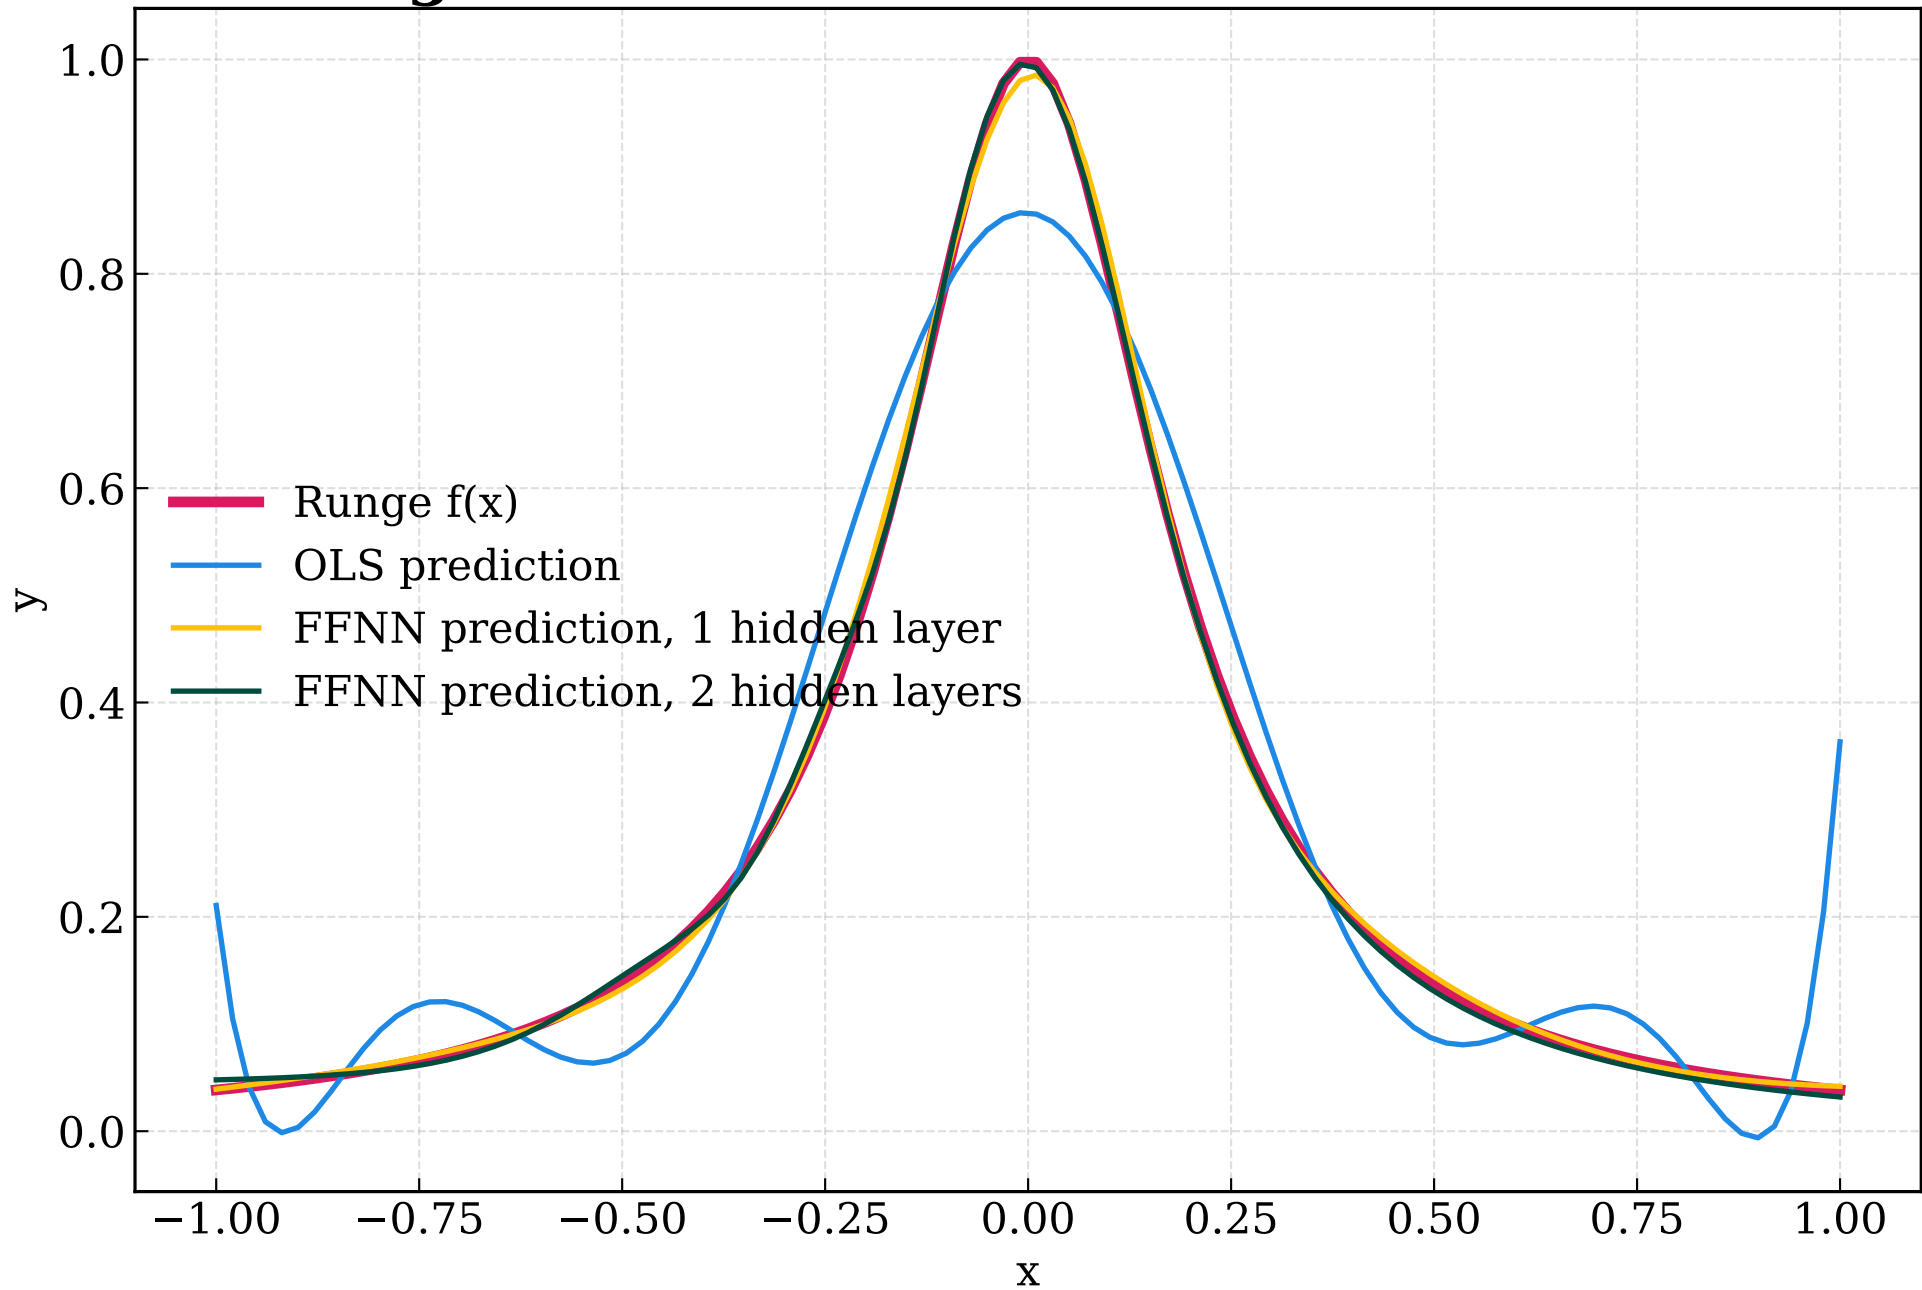 1.0
0.8
0.6
0.4
0.2
0.0
y
Runge f(x)
OLS prediction
FFNN prediction, 1 hidden layer
FFNN prediction, 2 hidden layers
−1.00 −0.75 −0.50 −0.25 0.00 0.25 0.50 0.75 1.00
x